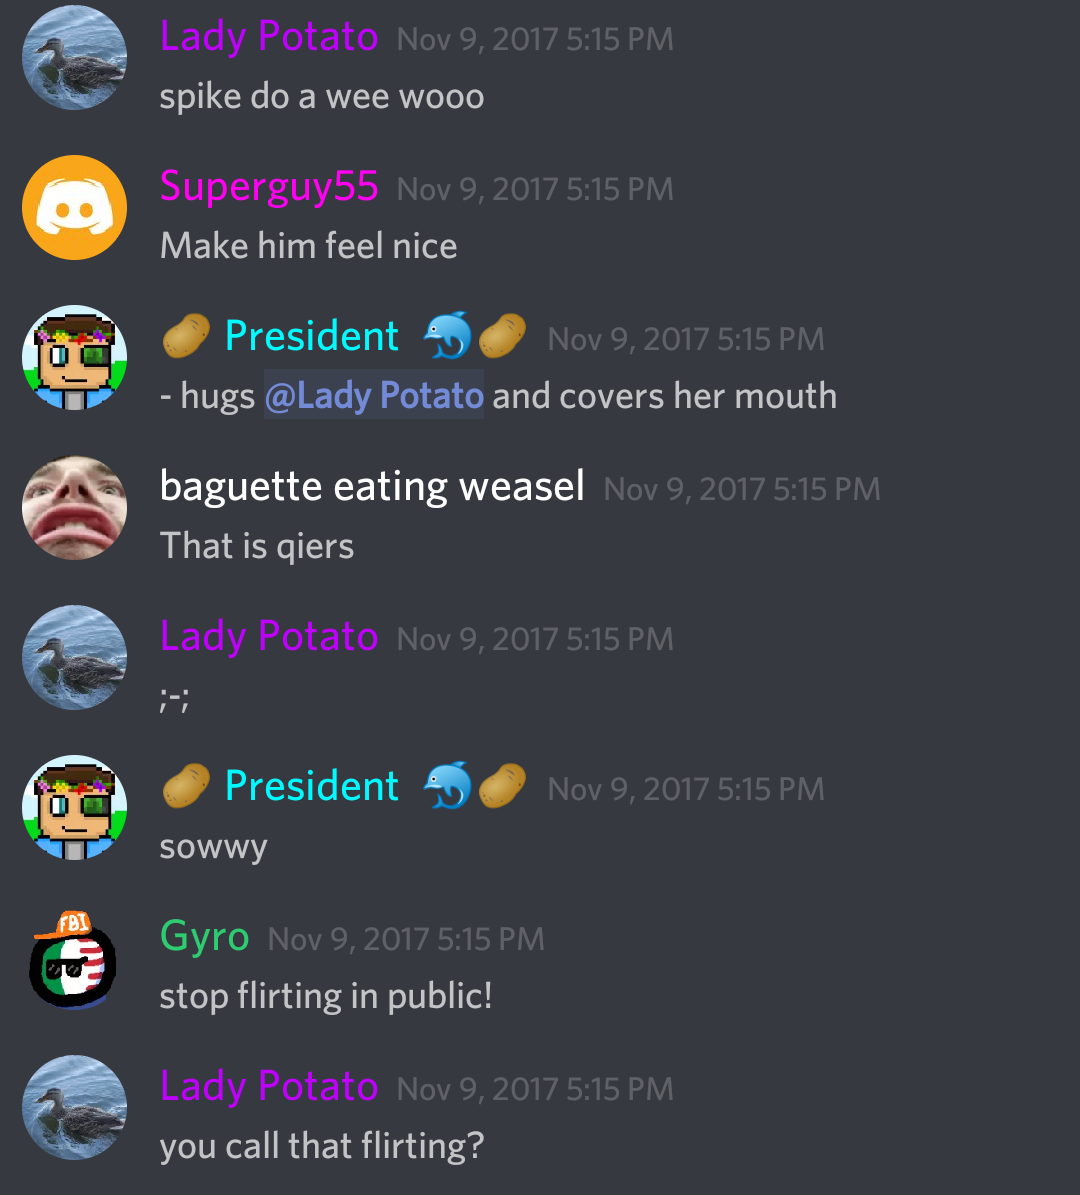 Lady Potato Nov 9, 2017 5:15 PM
spike do a wee wooo
Superguy55 Nov 9, 2017 5:15 PM
Make him feel nice
🥔 President 🐬🥔 Nov 9, 2017 5:15 PM
- hugs @Lady Potato and covers her mouth
baguette eating weasel Nov 9, 2017 5:15 PM
That is qiers
Lady Potato Nov 9, 2017 5:15 PM
;-;
🥔 President 🐬🥔 Nov 9, 2017 5:15 PM
sowwy
FBI
Gyro Nov 9, 2017 5:15 PM
stop flirting in public!
Lady Potato Nov 9, 2017 5:15 PM
you call that flirting?